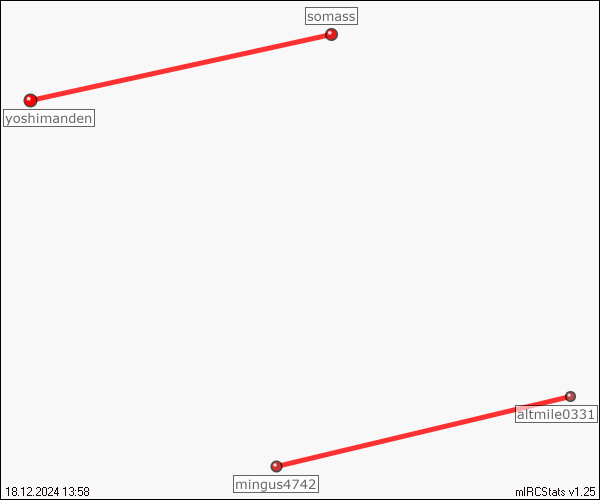 somass
yoshimanden
altmile0331
mingus4742
18.12.2024 13:58
mIRCStats v1.25